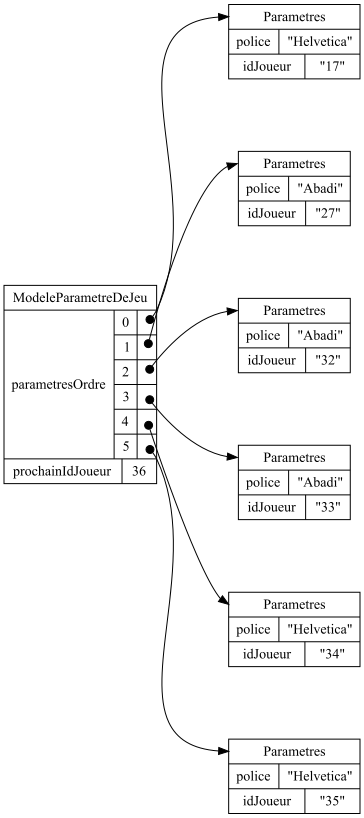 Parametres
police "Helvetica"
idJoueur "17"
Parametres
police "Abadi"
idJoueur "27"
ModeleParametreDeJeu
parametresOrdre
0
1
2
3
4
5
prochainIdJoueur 36
Parametres
police "Abadi"
idJoueur "32"
Parametres
police "Abadi"
idJoueur "33"
Parametres
police "Helvetica"
idJoueur "34"
Parametres
police "Helvetica"
idJoueur "35"